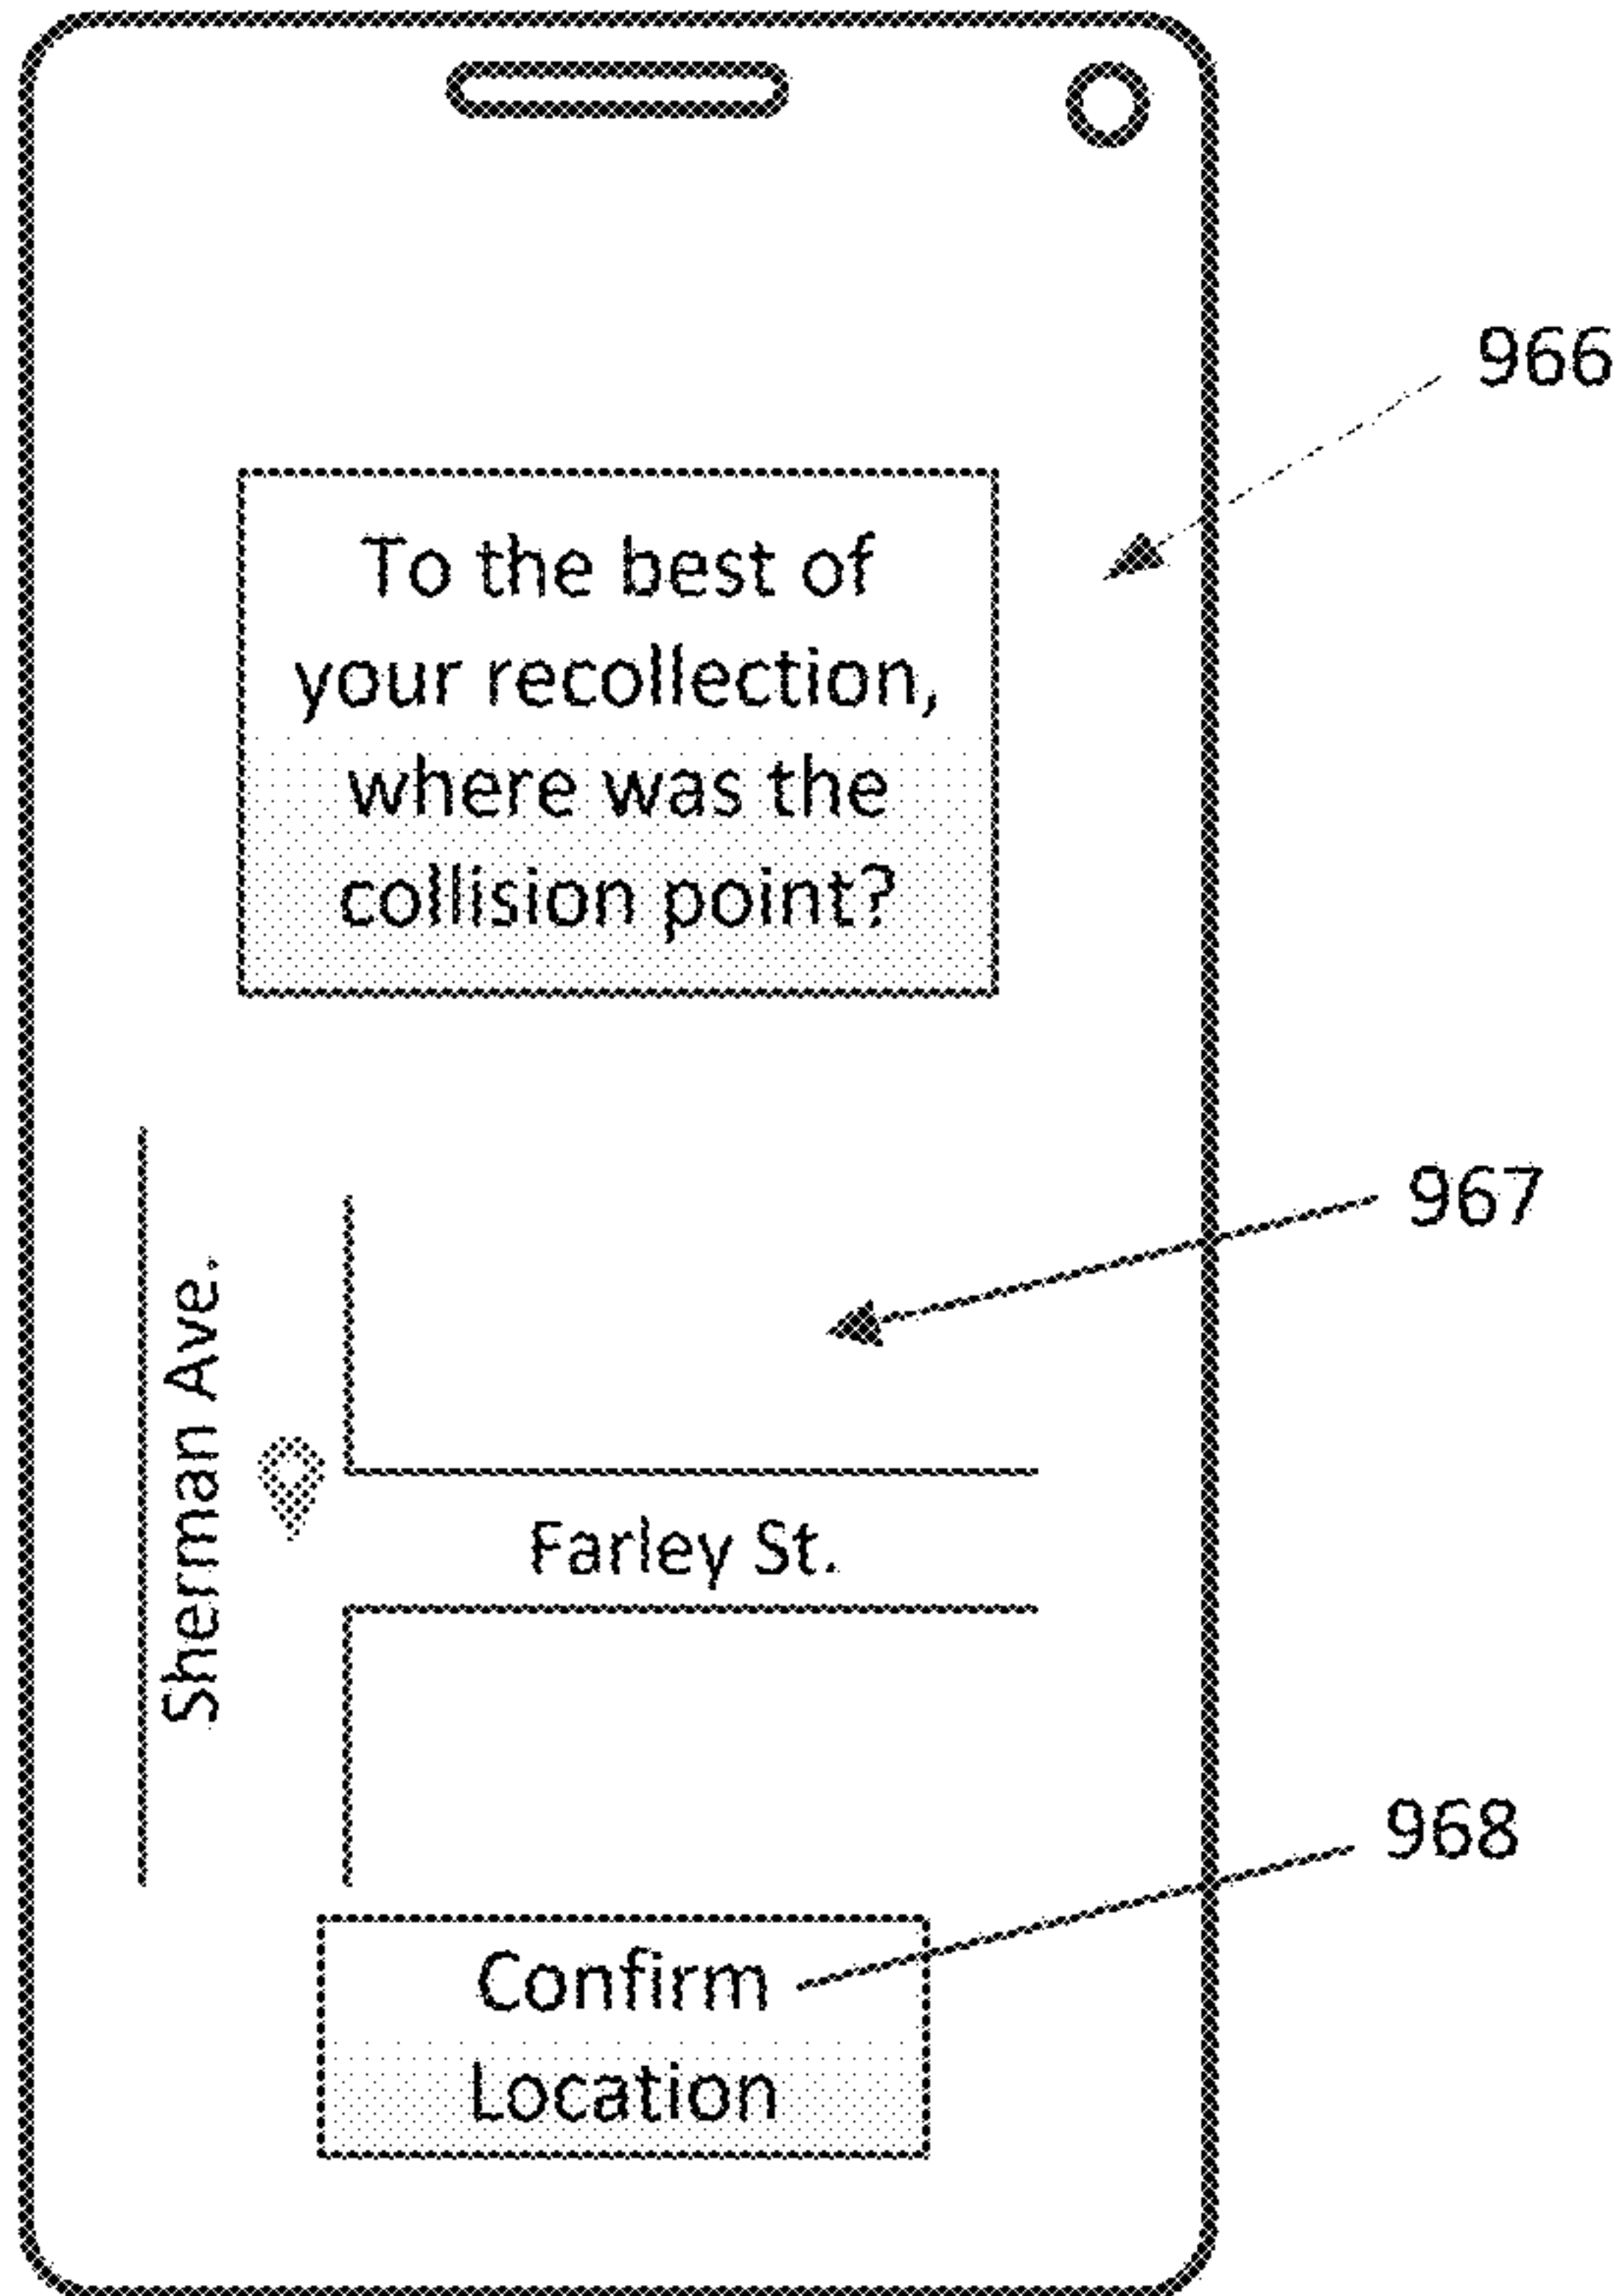 966
To the best of
your recollection,
where was the
collision point?
967
Sherman Ave.
Farley St.
968
Confirm
Location